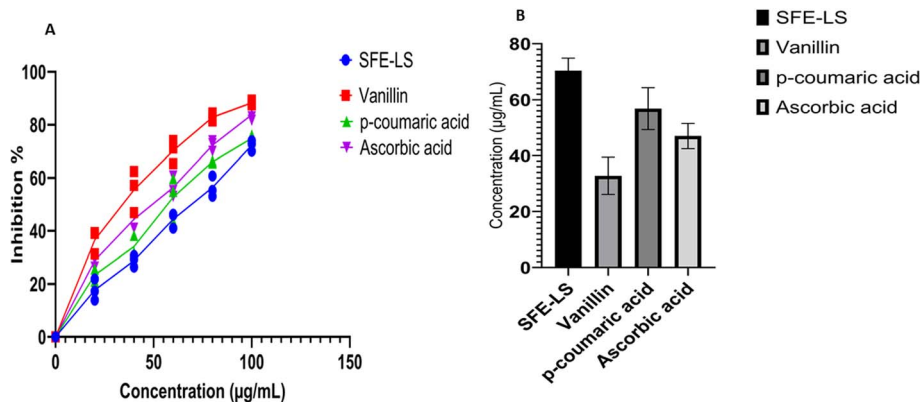 A
SFE-LS
Vanillin
p-coumaric acid
Ascorbic acid
Inhibition %
100
80
60
40
20
0
0 50 100 150
Concentration (µg/mL)
B
SFE-LS
Vanillin
p-coumaric acid
Ascorbic acid
Concentration (µg/mL)
80
60
40
20
0
SFE-LS
Vanillin
p-coumaric acid
Ascorbic acid